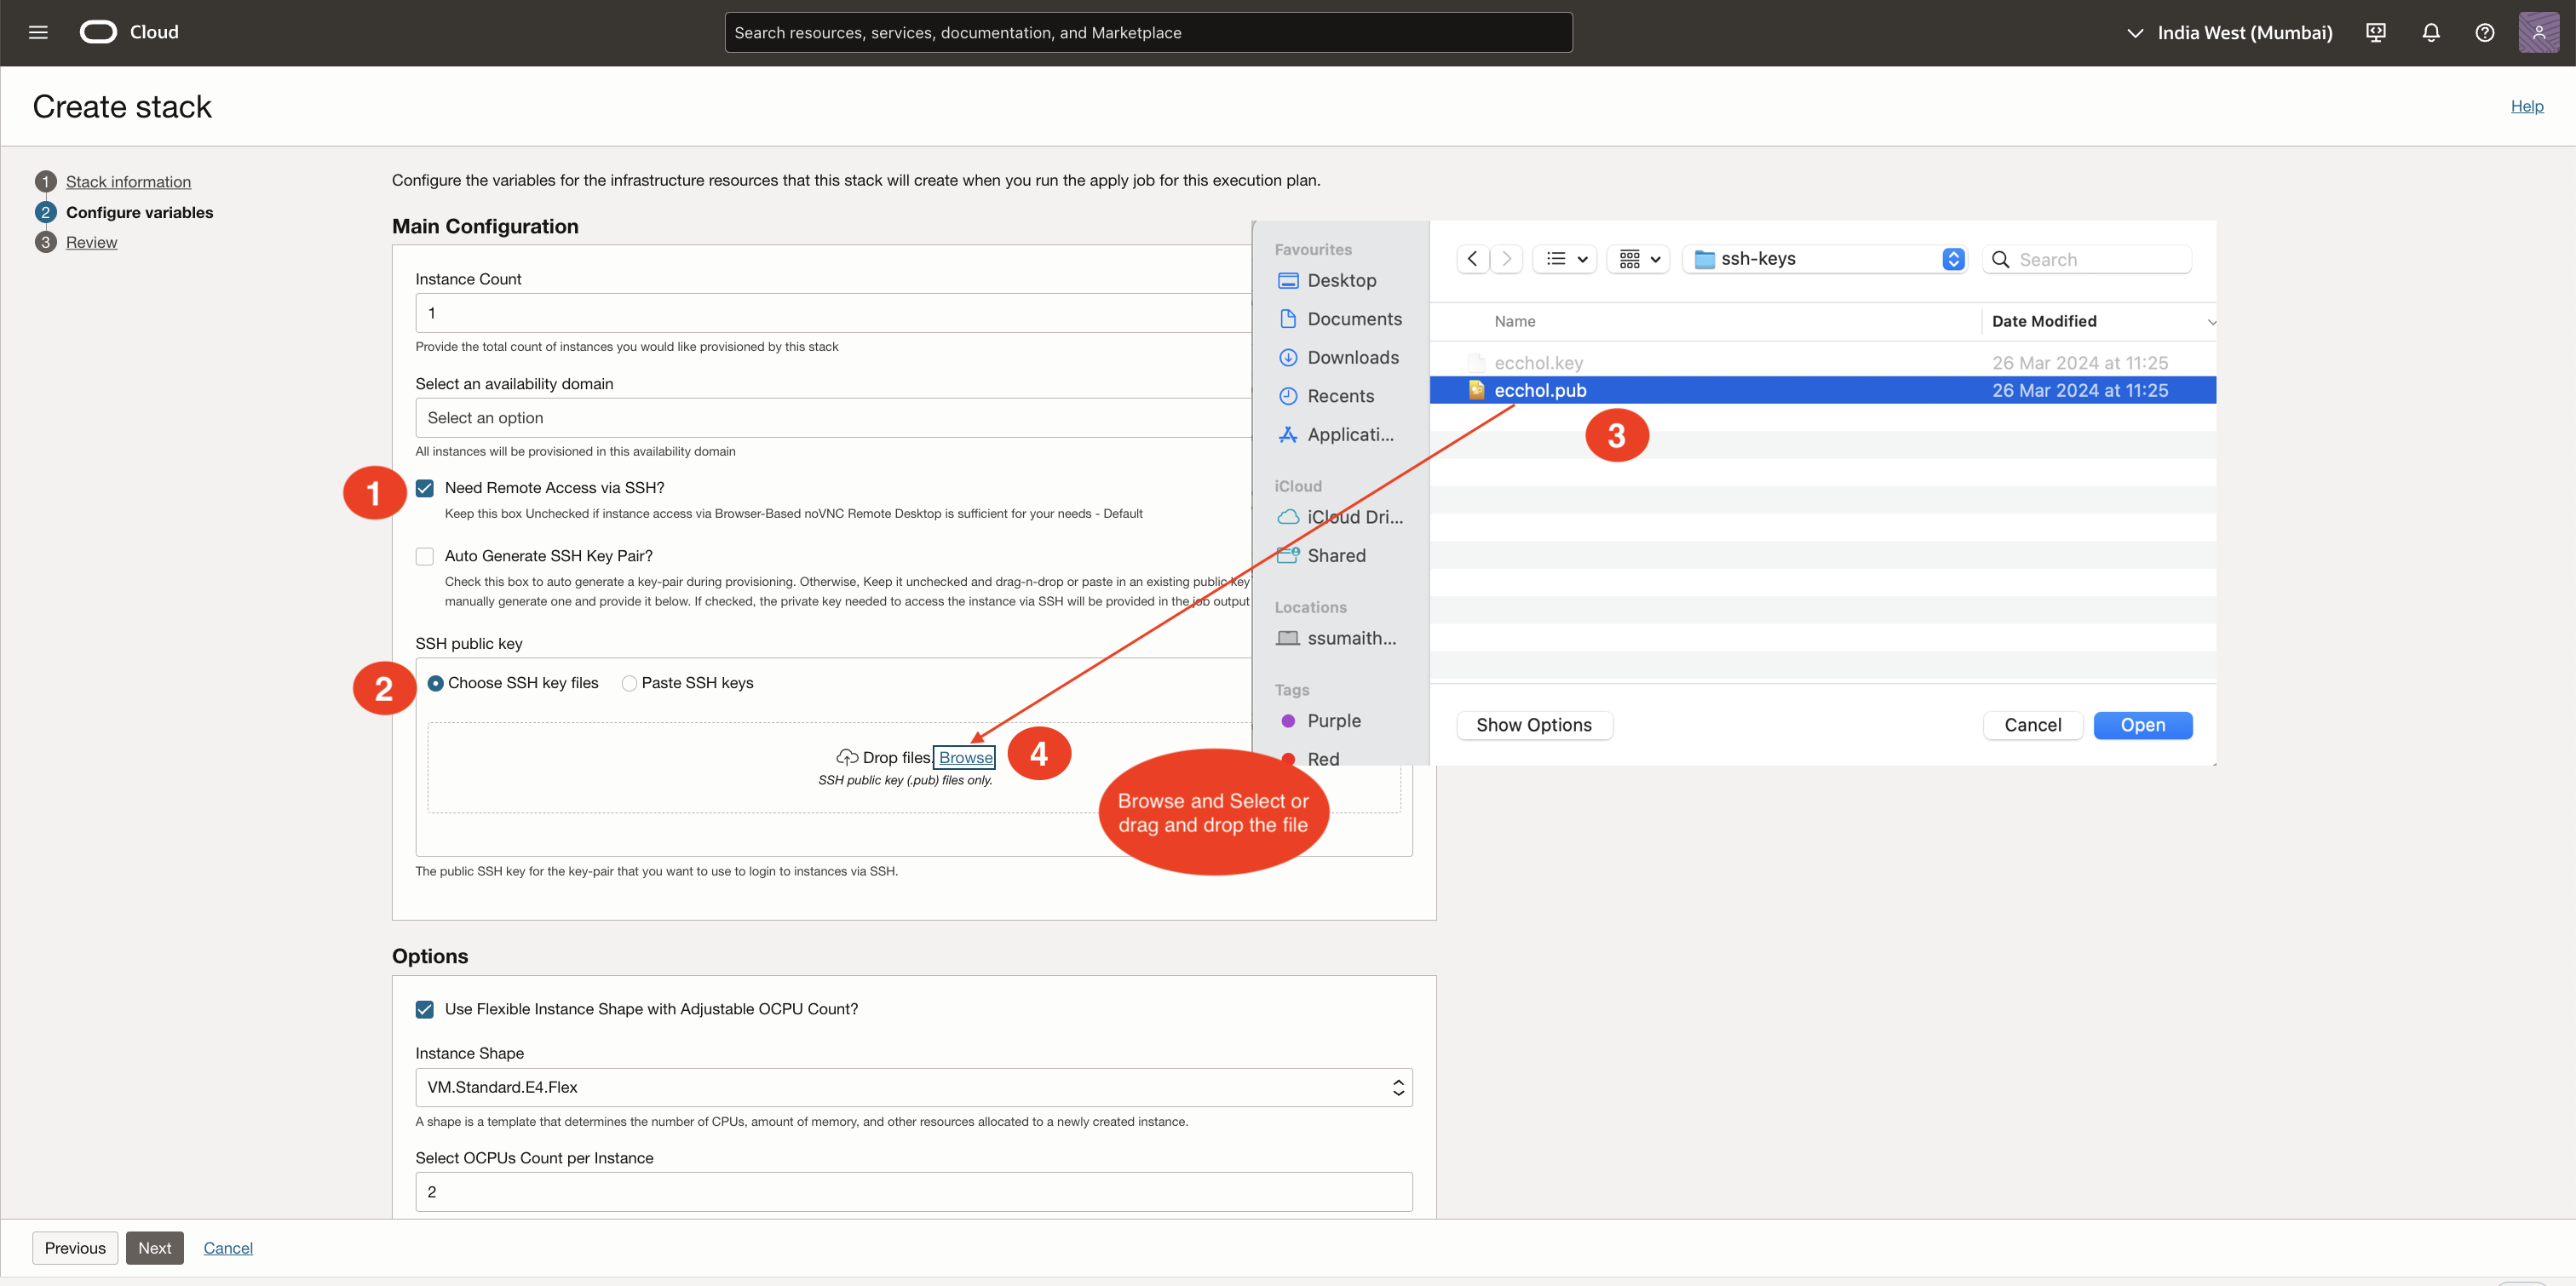 Cloud
Search resources, services, documentation, and Marketplace
India West (Mumbai)
Create stack
Help
1 Stack information
2 Configure variables
3 Review
Configure the variables for the infrastructure resources that this stack will create when you run the apply job for this execution plan.
Main Configuration
Instance Count
1
Provide the total count of instances you would like provisioned by this stack
Select an availability domain
Select an option
All instances will be provisioned in this availability domain
1
Need Remote Access via SSH?
Keep this box Unchecked if instance access via Browser-Based noVNC Remote Desktop is sufficient for your needs - Default
Auto Generate SSH Key Pair?
Check this box to auto generate a key-pair during provisioning. Otherwise, Keep it unchecked and drag-n-drop or paste in an existing public key
manually generate one and provide it below. If checked, the private key needed to access the instance via SSH will be provided in the job output
SSH public key
2
Choose SSH key files
Paste SSH keys
Drop files. Browse
4
SSH public key (.pub) files only.
Browse and Select or
drag and drop the file
The public SSH key for the key-pair that you want to use to login to instances via SSH.
Favourites
Desktop
Documents
Downloads
Recents
Applicati...
iCloud
iCloud Dri...
Shared
Locations
ssumaith...
Tags
Purple
Red
ssh-keys
Search
Name
Date Modified
ecchol.key
26 Mar 2024 at 11:25
ecchol.pub
26 Mar 2024 at 11:25
3
Show Options
Cancel
Open
Options
Use Flexible Instance Shape with Adjustable OCPU Count?
Instance Shape
VM.Standard.E4.Flex
A shape is a template that determines the number of CPUs, amount of memory, and other resources allocated to a newly created instance.
Select OCPUs Count per Instance
2
Previous
Next
Cancel